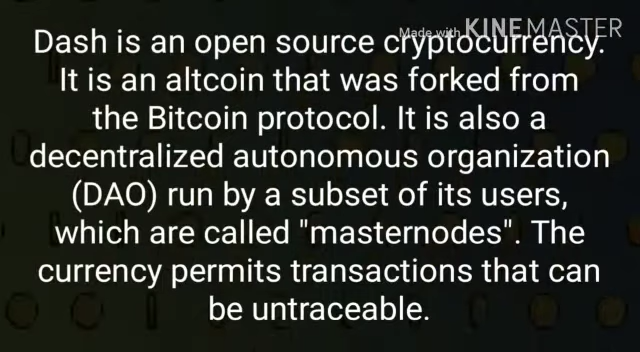 Made with KINEMASTER
Dash is an open source cryptocurrency.
It is an altcoin that was forked from
the Bitcoin protocol. It is also a
decentralized autonomous organization
(DAO) run by a subset of its users,
which are called "masternodes". The
currency permits transactions that can
be untraceable.